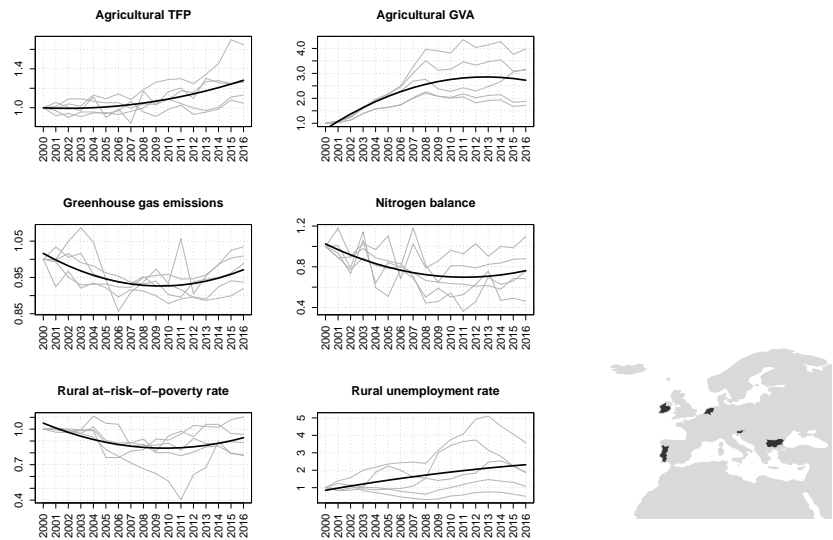 Agricultural TFP
1.0
1.4
2000 2001 2002 2003 2004 2005 2006 2007 2008 2009 2010 2011 2012 2013 2014 2015 2016
Agricultural GVA
1.0
2.0
3.0
4.0
2000 2001 2002 2003 2004 2005 2006 2007 2008 2009 2010 2011 2012 2013 2014 2015 2016
Greenhouse gas emissions
0.85
0.95
1.05
2000 2001 2002 2003 2004 2005 2006 2007 2008 2009 2010 2011 2012 2013 2014 2015 2016
Nitrogen balance
0.4
0.8
1.2
2000 2001 2002 2003 2004 2005 2006 2007 2008 2009 2010 2011 2012 2013 2014 2015 2016
Rural at−risk−of−poverty rate
0.4
0.7
1.0
2000 2001 2002 2003 2004 2005 2006 2007 2008 2009 2010 2011 2012 2013 2014 2015 2016
Rural unemployment rate
1
2
3
4
5
2000 2001 2002 2003 2004 2005 2006 2007 2008 2009 2010 2011 2012 2013 2014 2015 2016